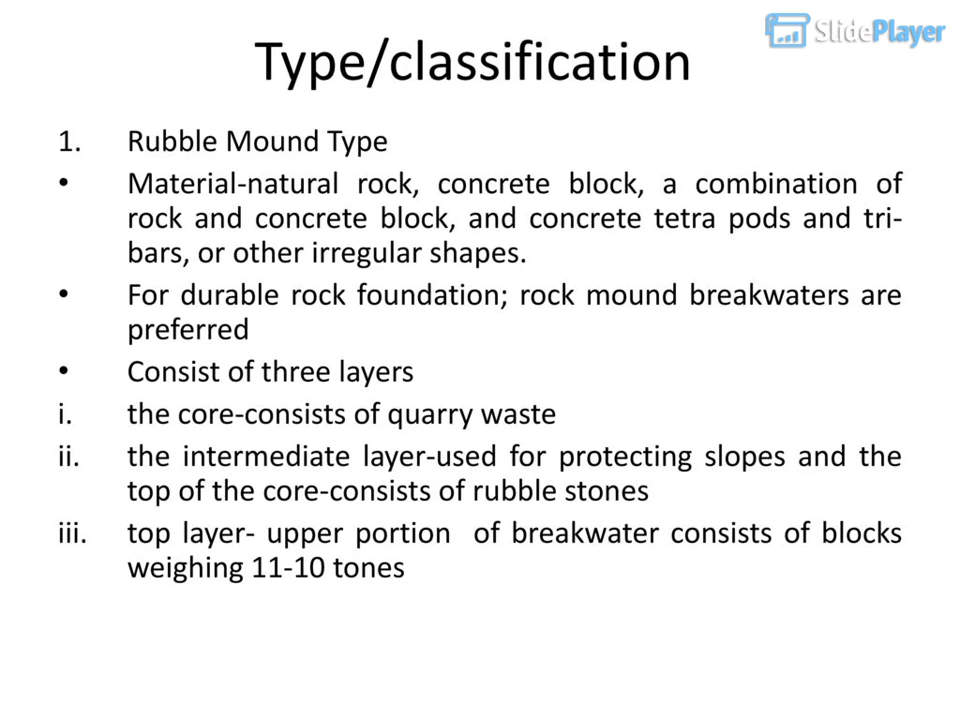 SlidePlayer
Type/classification
1. Rubble Mound Type
• Material-natural rock, concrete block, a combination of
rock and concrete block, and concrete tetra pods and tri-
bars, or other irregular shapes.
• For durable rock foundation; rock mound breakwaters are
preferred
• Consist of three layers
i. the core-consists of quarry waste
ii. the intermediate layer-used for protecting slopes and the
top of the core-consists of rubble stones
iii. top layer- upper portion of breakwater consists of blocks
weighing 11-10 tones